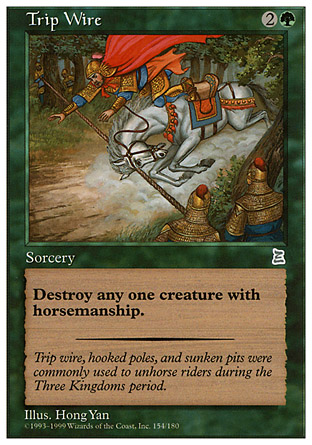 Trip Wire 2
Sorcery
Destroy any one creature with
horsemanship.
Trip wire, hooked poles, and sunken pits were
commonly used to unhorse riders during the
Three Kingdoms period.
Illus. Hong Yan
©1993-1999 Wizards of the Coast, Inc. 154/180